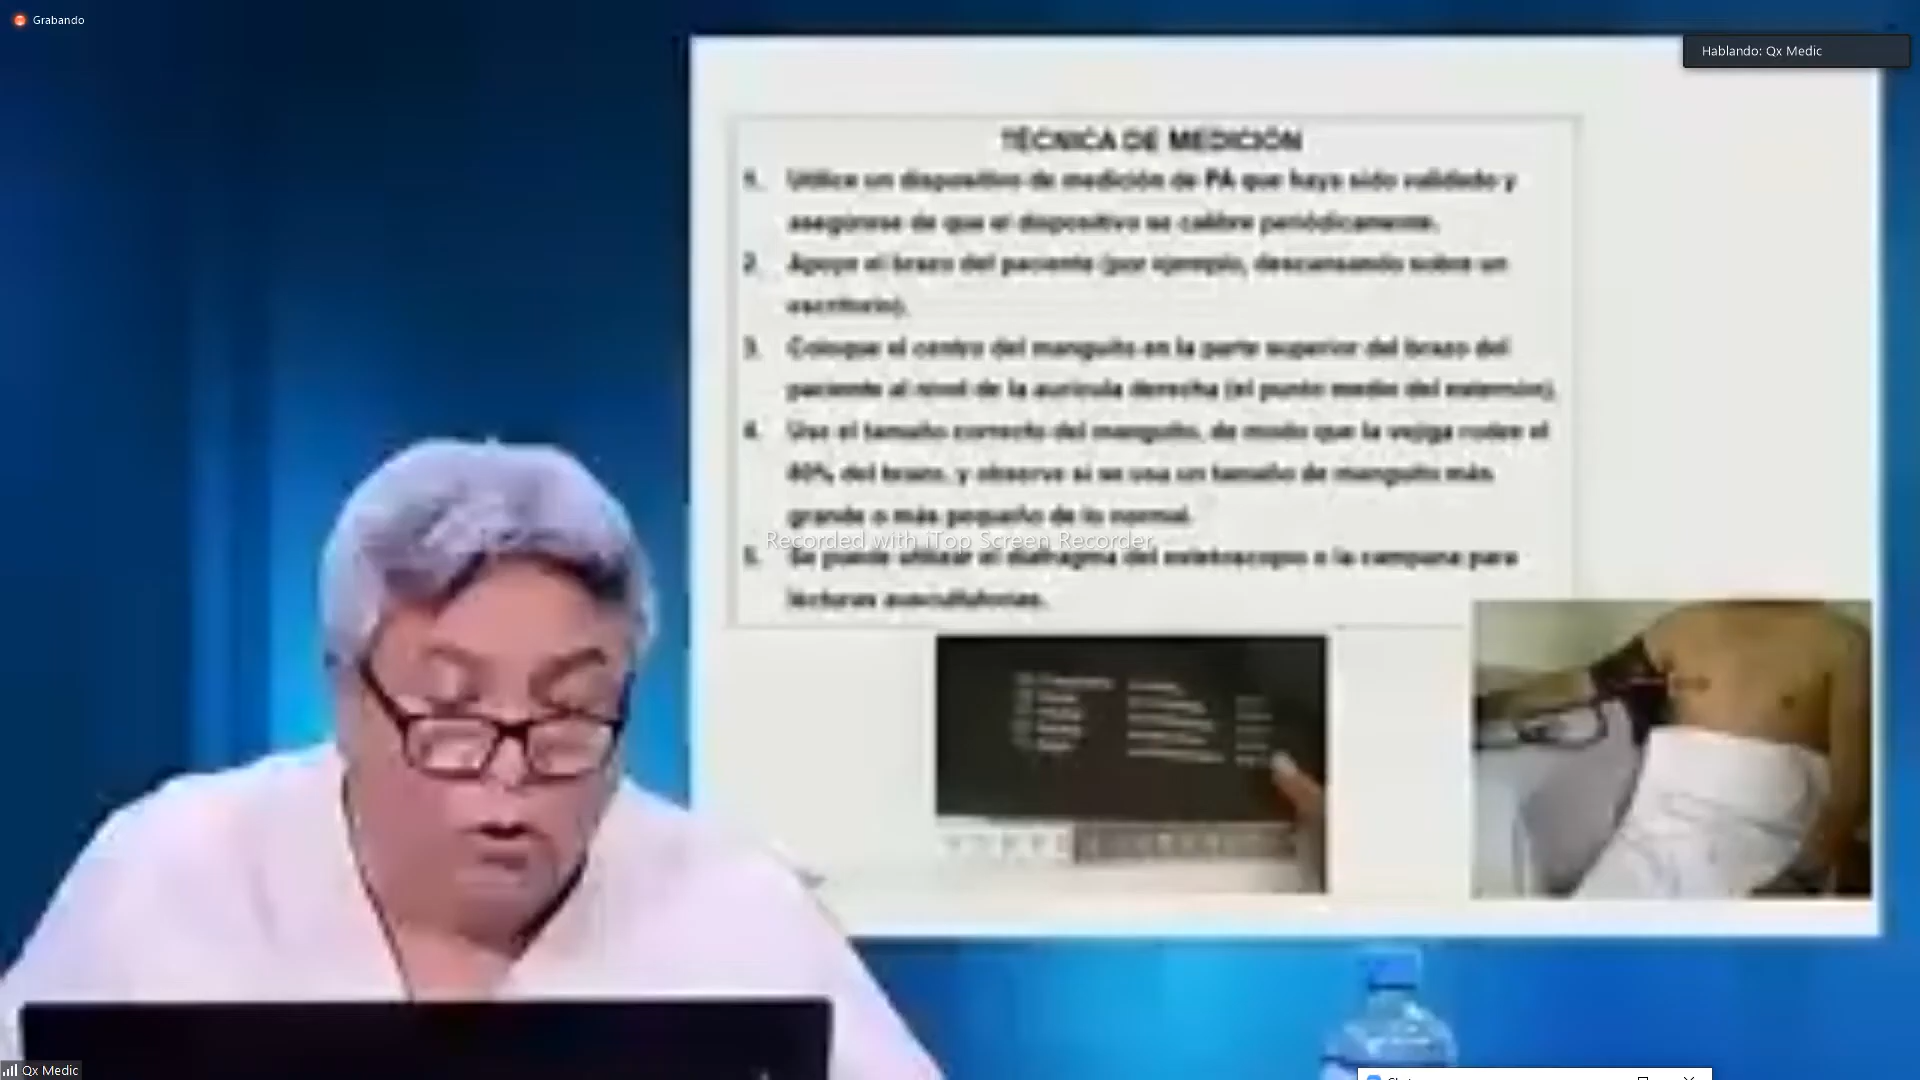 Grabando
Hablando: Qx Medic
TÉCNICA DE MEDICIÓN
1. Utilice un dispositivo de medición de PA que haya sido validado y
asegúrese de que el dispositivo se calibre periódicamente.
2. Apoye el brazo del paciente (por ejemplo, descansando sobre un
escritorio).
3. Coloque el centro del manguito en la parte superior del brazo del
paciente al nivel de la aurícula derecha (el punto medio del esternón).
4. Use el tamaño correcto del manguito, de modo que la vejiga rodee el
80% del brazo, y observe si se usa un tamaño de manguito más
grande o más pequeño de lo normal.
Recorded with iTop Screen Recorder
5. Se puede utilizar el diafragma del estetoscopio o la campana para
lecturas auscultatorias.
Qx Medic